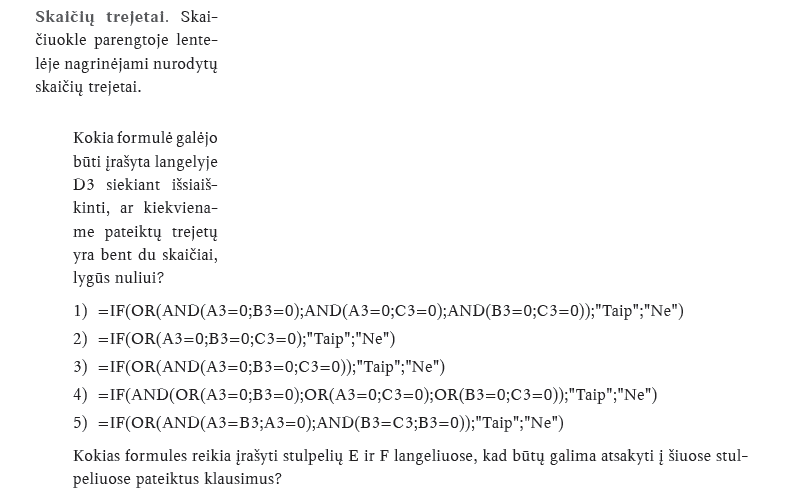 Skaičių trejetai. Skai-
čiuokle parengtoje lente-
lėje nagrinėjami nurodytų
skaičių trejetai.
Kokia formulė galėjo
būti įrašyta langelyje
D3 siekiant išsiaiš-
kinti, ar kiekviena-
me pateiktų trejetų
yra bent du skaičiai,
lygūs nuliui?
1) =IF(OR(AND(A3=0;B3=0);AND(A3=0;C3=0);AND(B3=0;C3=0));"Taip";"Ne")
2) =IF(OR(A3=0;B3=0;C3=0);"Taip";"Ne")
3) =IF(OR(AND(A3=0;B3=0;C3=0));"Taip";"Ne")
4) =IF(AND(OR(A3=0;B3=0);OR(A3=0;C3=0);OR(B3=0;C3=0));"Taip";"Ne")
5) =IF(OR(AND(A3=B3;A3=0);AND(B3=C3;B3=0));"Taip";"Ne")
Kokias formules reikia įrašyti stulpelių E ir F langeliuose, kad būtų galima atsakyti į šiuose stul-
peliuose pateiktus klausimus?